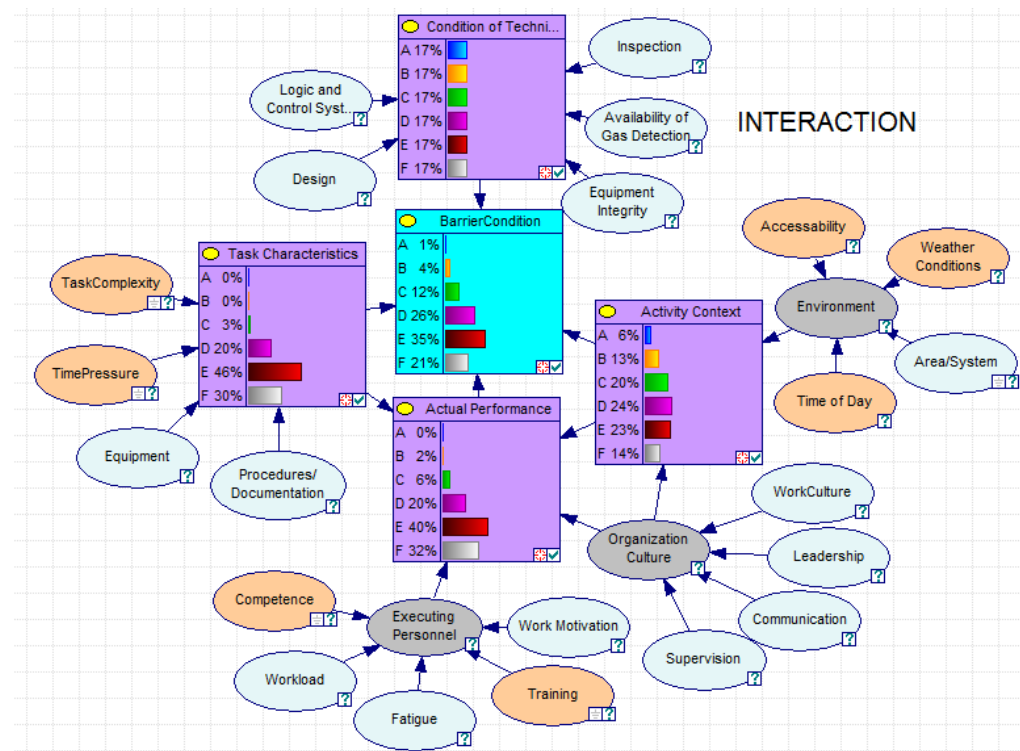 Condition of Techni...
A 17%
B 17%
C 17%
D 17%
E 17%
F 17%
Inspection
?
Logic and
Control Syst...
?
Availability of
Gas Detection
?
INTERACTION
Design
?
Equipment
Integrity
?
BarrierCondition
A 1%
B 4%
C 12%
D 26%
E 35%
F 21%
Task Characteristics
A 0%
B 0%
C 3%
D 20%
E 46%
F 30%
TaskComplexity
?
TimePressure
?
Equipment
?
Procedures/
Documentation
?
Accessability
?
Weather
Conditions
?
Environment
?
Area/System
?
Time of Day
?
Activity Context
A 6%
B 13%
C 20%
D 24%
E 23%
F 14%
Actual Performance
A 0%
B 2%
C 6%
D 20%
E 40%
F 32%
WorkCulture
?
Organization
Culture
?
Leadership
?
Communication
?
Supervision
?
Competence
?
Executing
Personnel
?
Work Motivation
?
Workload
?
Training
?
Fatigue
?